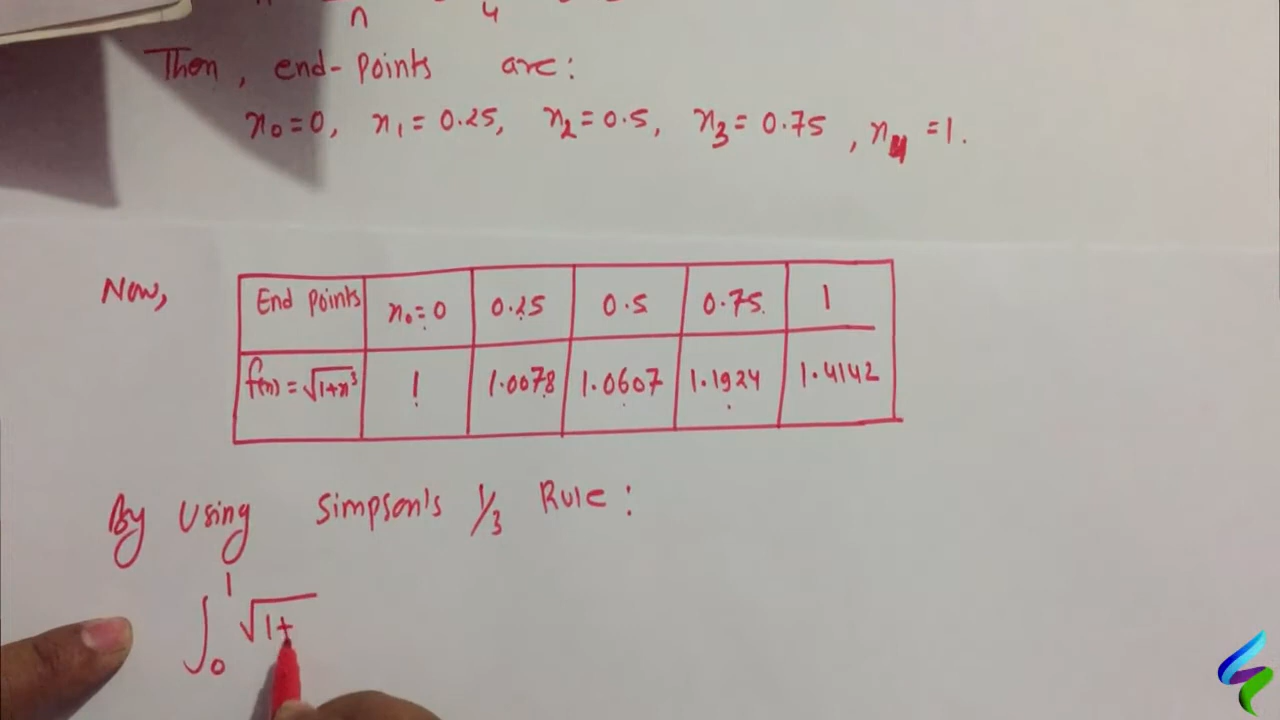 n 4
Then, end-points are:
x₀=0, x₁=0.25, x₂=0.5, x₃=0.75, x₄=1.
Now,
End points x₀=0 0.25 0.5 0.75 1
f(x)=√1+x³ 1 1.0078 1.0607 1.1924 1.4142
By Using Simpson's 1/3 Rule:
∫₀¹ √1+